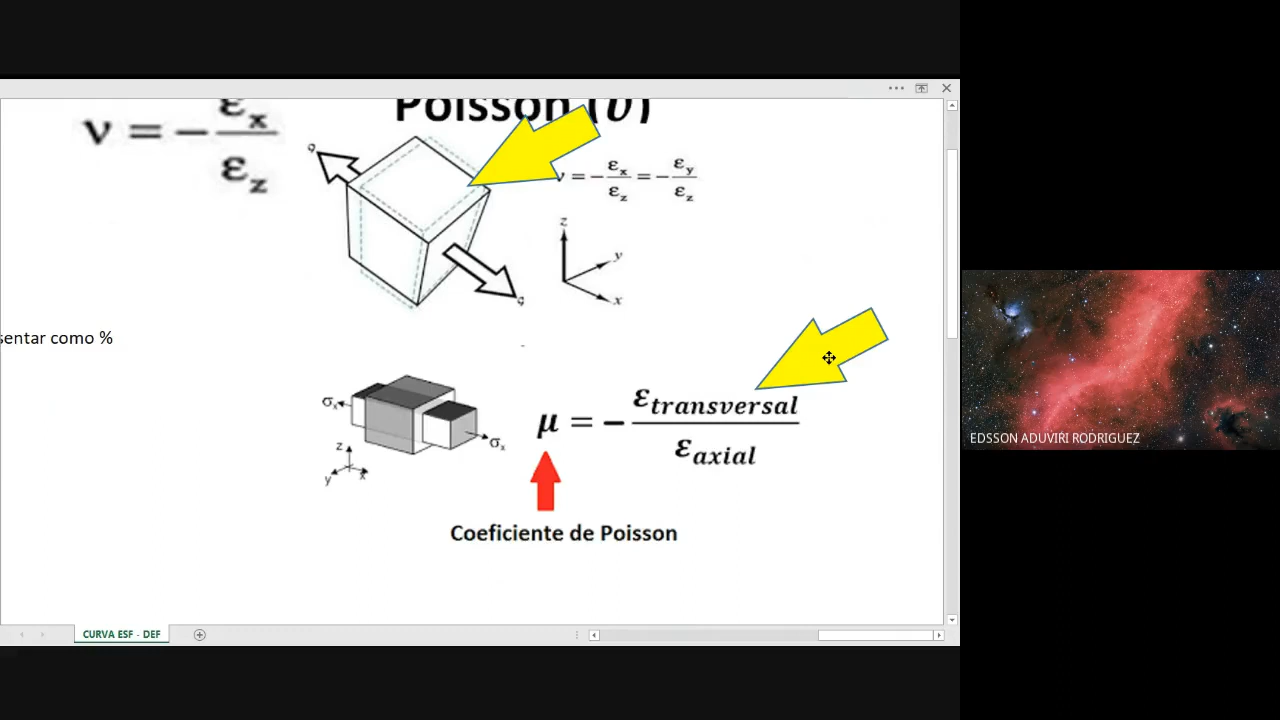 Poisson (υ)
ν = − εx / εz
ν = − εx / εz = − εy / εz
z
y
x
sentar como %
σx
σx
z
y
x
μ = − εtransversal / εaxial
Coeficiente de Poisson
EDSSON ADUVIRI RODRIGUEZ
CURVA ESF - DEF